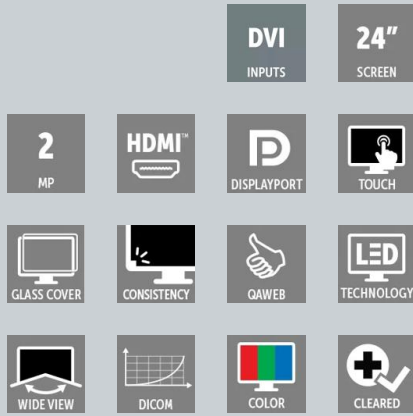 DVI
INPUTS
24"
SCREEN
2
MP
HDMI™
DISPLAYPORT
TOUCH
GLASS COVER
CONSISTENCY
QAWEB
LED
TECHNOLOGY
WIDE VIEW
DICOM
COLOR
CLEARED